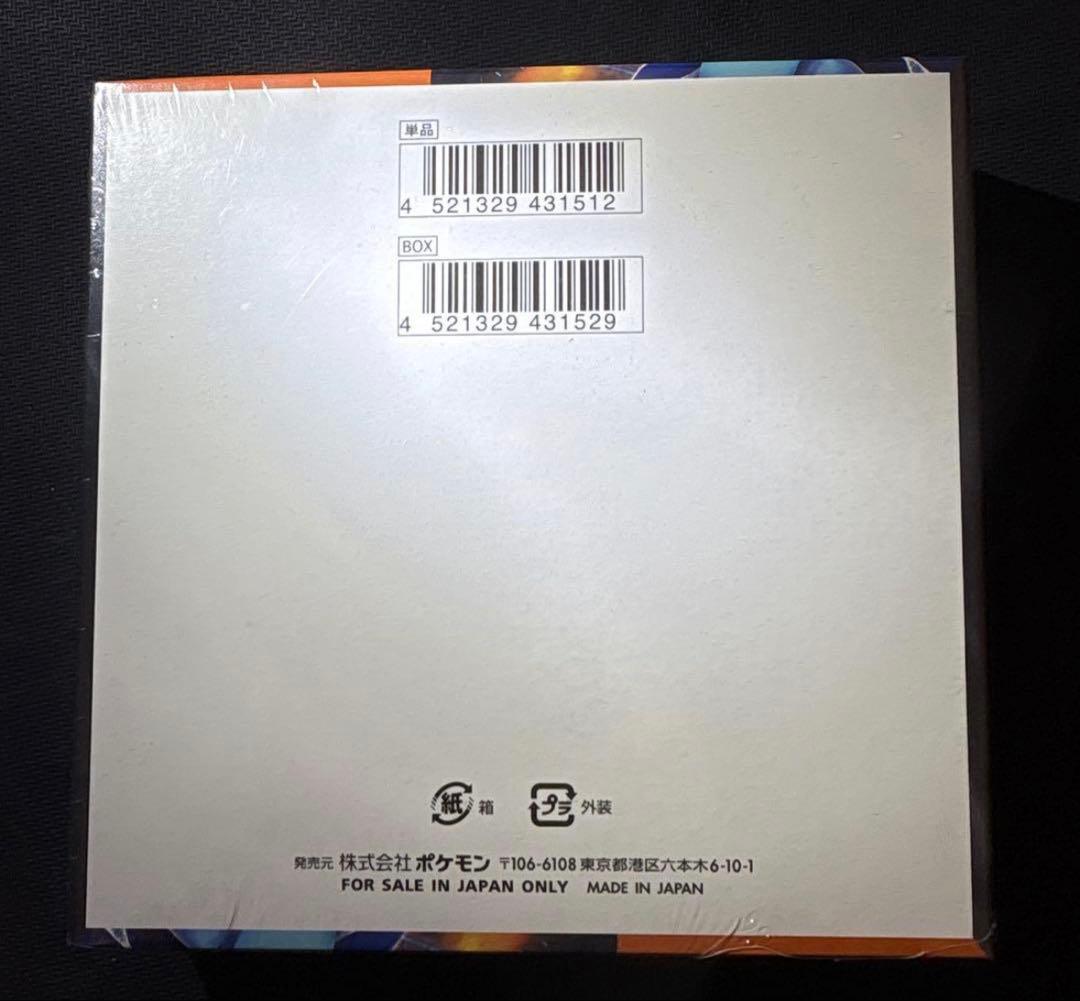 単品
4 521329 431512
BOX
4 521329 431529
紙 箱 プラ 外装
発売元 株式会社 ポケモン 〒106-6108 東京都港区六本木6-10-1
FOR SALE IN JAPAN ONLY MADE IN JAPAN